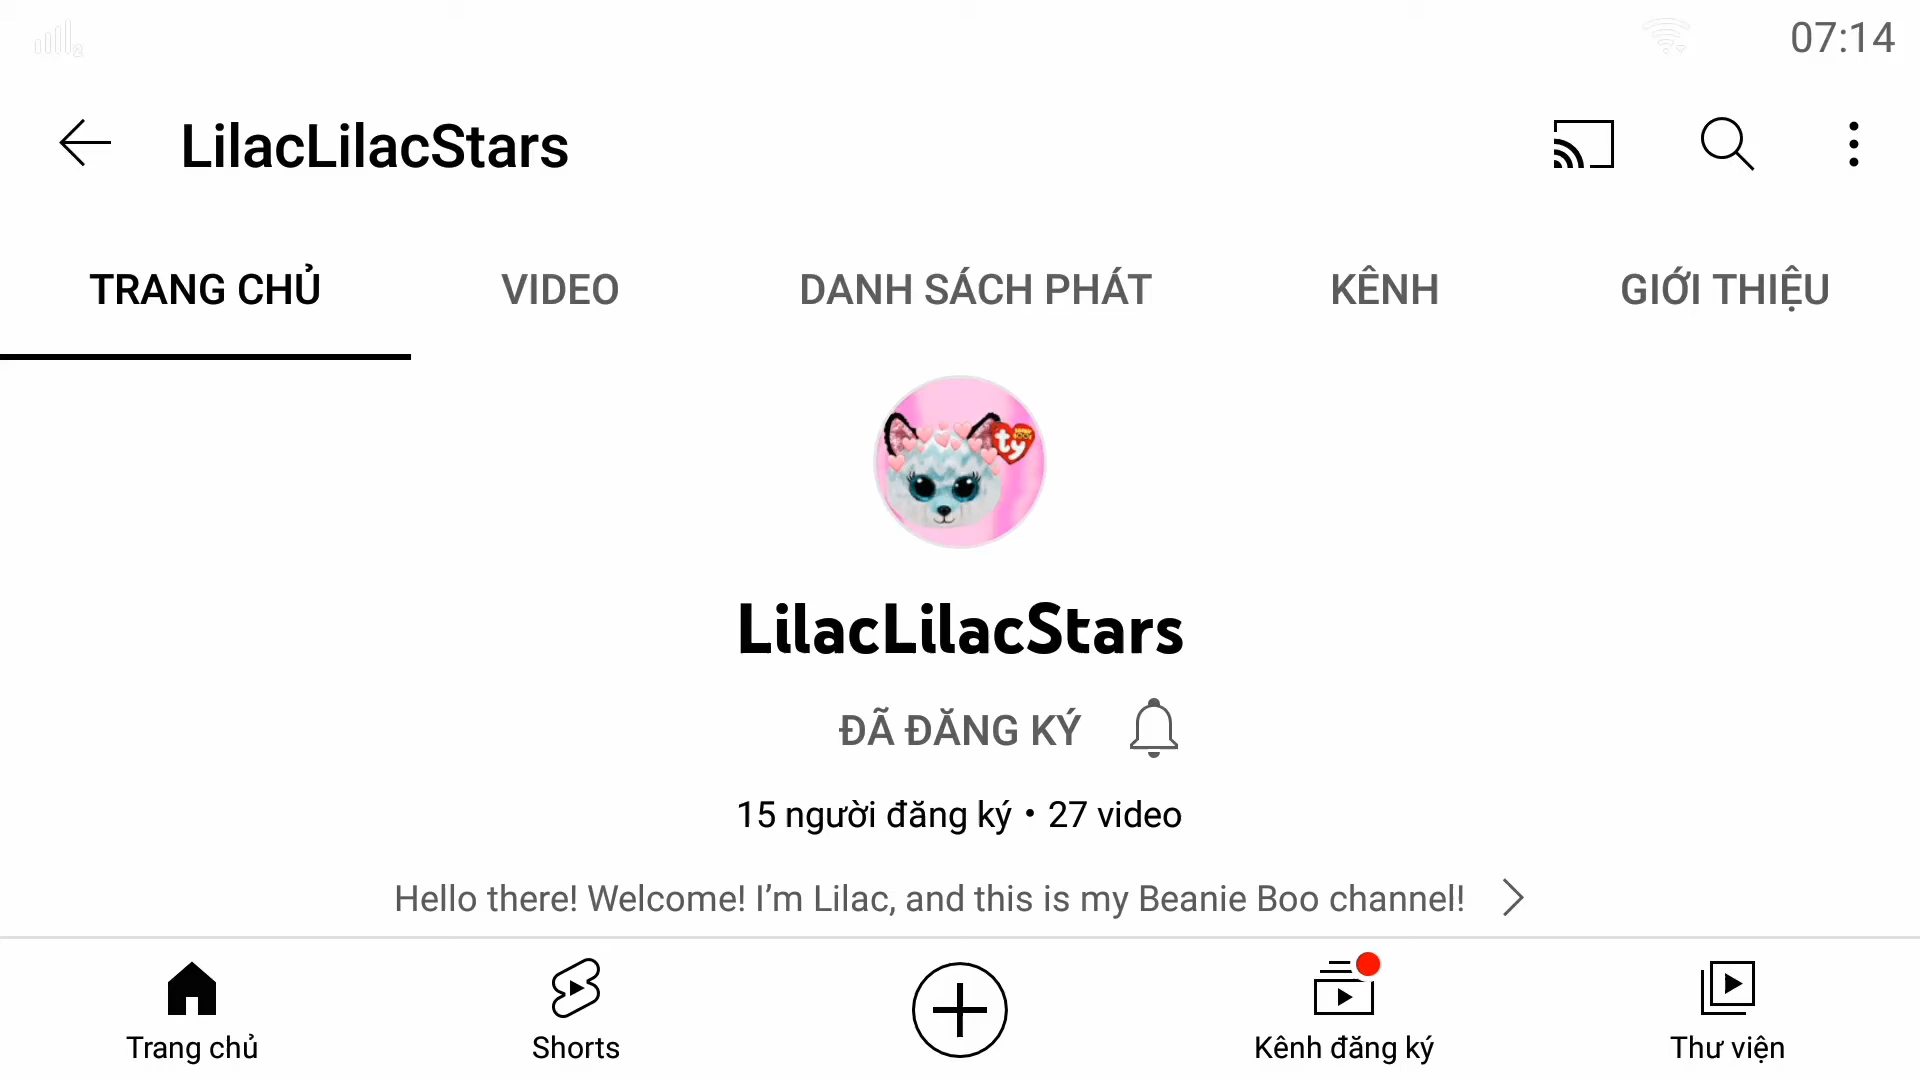 07:14
LilacLilacStars
TRANG CHỦ VIDEO DANH SÁCH PHÁT KÊNH GIỚI THIỆU
ty
LilacLilacStars
ĐÃ ĐĂNG KÝ
15 người đăng ký • 27 video
Hello there! Welcome! I’m Lilac, and this is my Beanie Boo channel!
Trang chủ Shorts Kênh đăng ký Thư viện